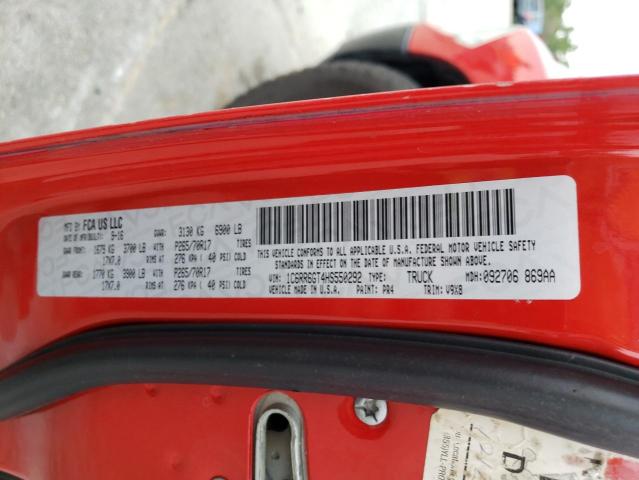 MFD BY: FCA US LLC
DATE OF MFR/BUILT: 9-16 GVWR: 3130 KG 6900 LB
GAWR FRONT: 1675 KG 3700 LB WITH P265/70R17 TIRES
17X7.0 RIMS AT 276 KPA ( 40 PSI) COLD
GAWR REAR: 1770 KG 3900 LB WITH P265/70R17 TIRES
17X7.0 RIMS AT 276 KPA ( 40 PSI) COLD
THIS VEHICLE CONFORMS TO ALL APPLICABLE U.S.A. FEDERAL MOTOR VEHICLE SAFETY
STANDARDS IN EFFECT ON THE DATE OF MANUFACTURE SHOWN ABOVE.
VIN: 1C6RR6GT4HS550292 TYPE: TRUCK MDH: 092706 869AA
VEHICLE MADE IN U.S.A. PAINT: PR4 TRIM: V9X8